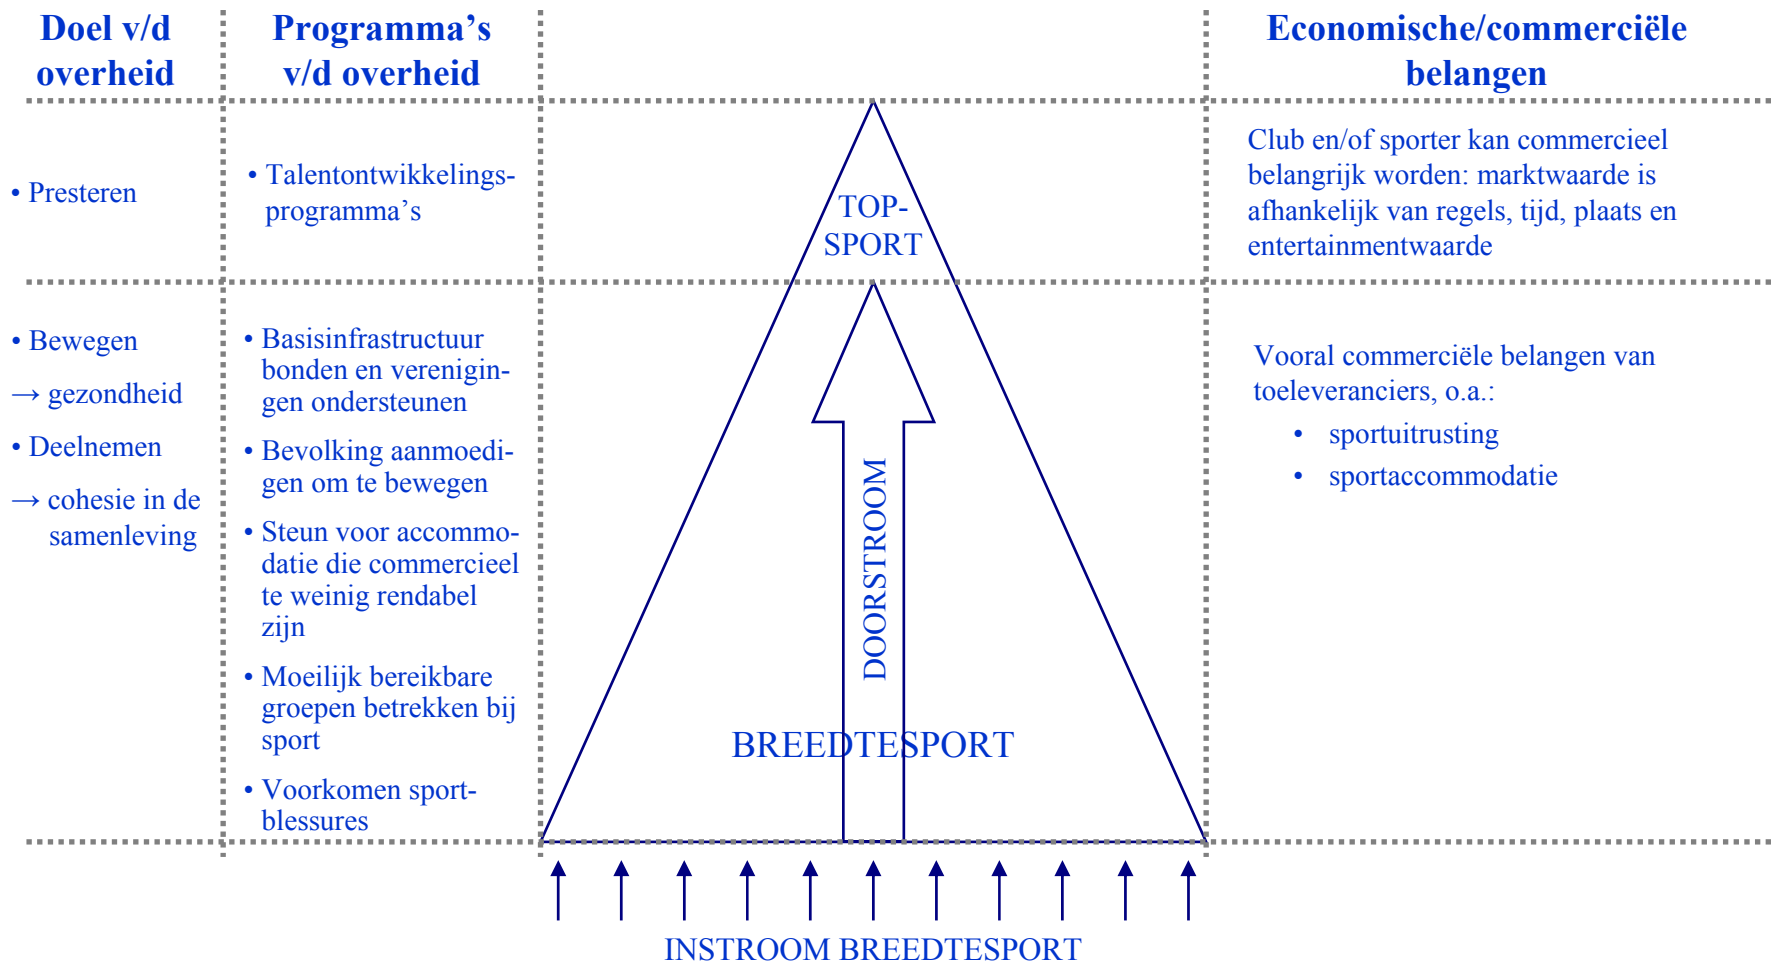 Doel v/d
overheid
Programma’s
v/d overheid
Economische/commerciële
belangen
• Presteren
• Talentontwikkelings-
programma’s
TOP-
SPORT
Club en/of sporter kan commercieel
belangrijk worden: marktwaarde is
afhankelijk van regels, tijd, plaats en
entertainmentwaarde
• Bewegen
→ gezondheid
• Deelnemen
→ cohesie in de
samenleving
• Basisinfrastructuur
bonden en verenigin-
gen ondersteunen
• Bevolking aanmoedi-
gen om te bewegen
• Steun voor accommo-
datie die commercieel
te weinig rendabel
zijn
• Moeilijk bereikbare
groepen betrekken bij
sport
• Voorkomen sport-
blessures
DOORSTROOM
BREEDTESPORT
Vooral commerciële belangen van
toeleveranciers, o.a.:
• sportuitrusting
• sportaccommodatie
INSTROOM BREEDTESPORT